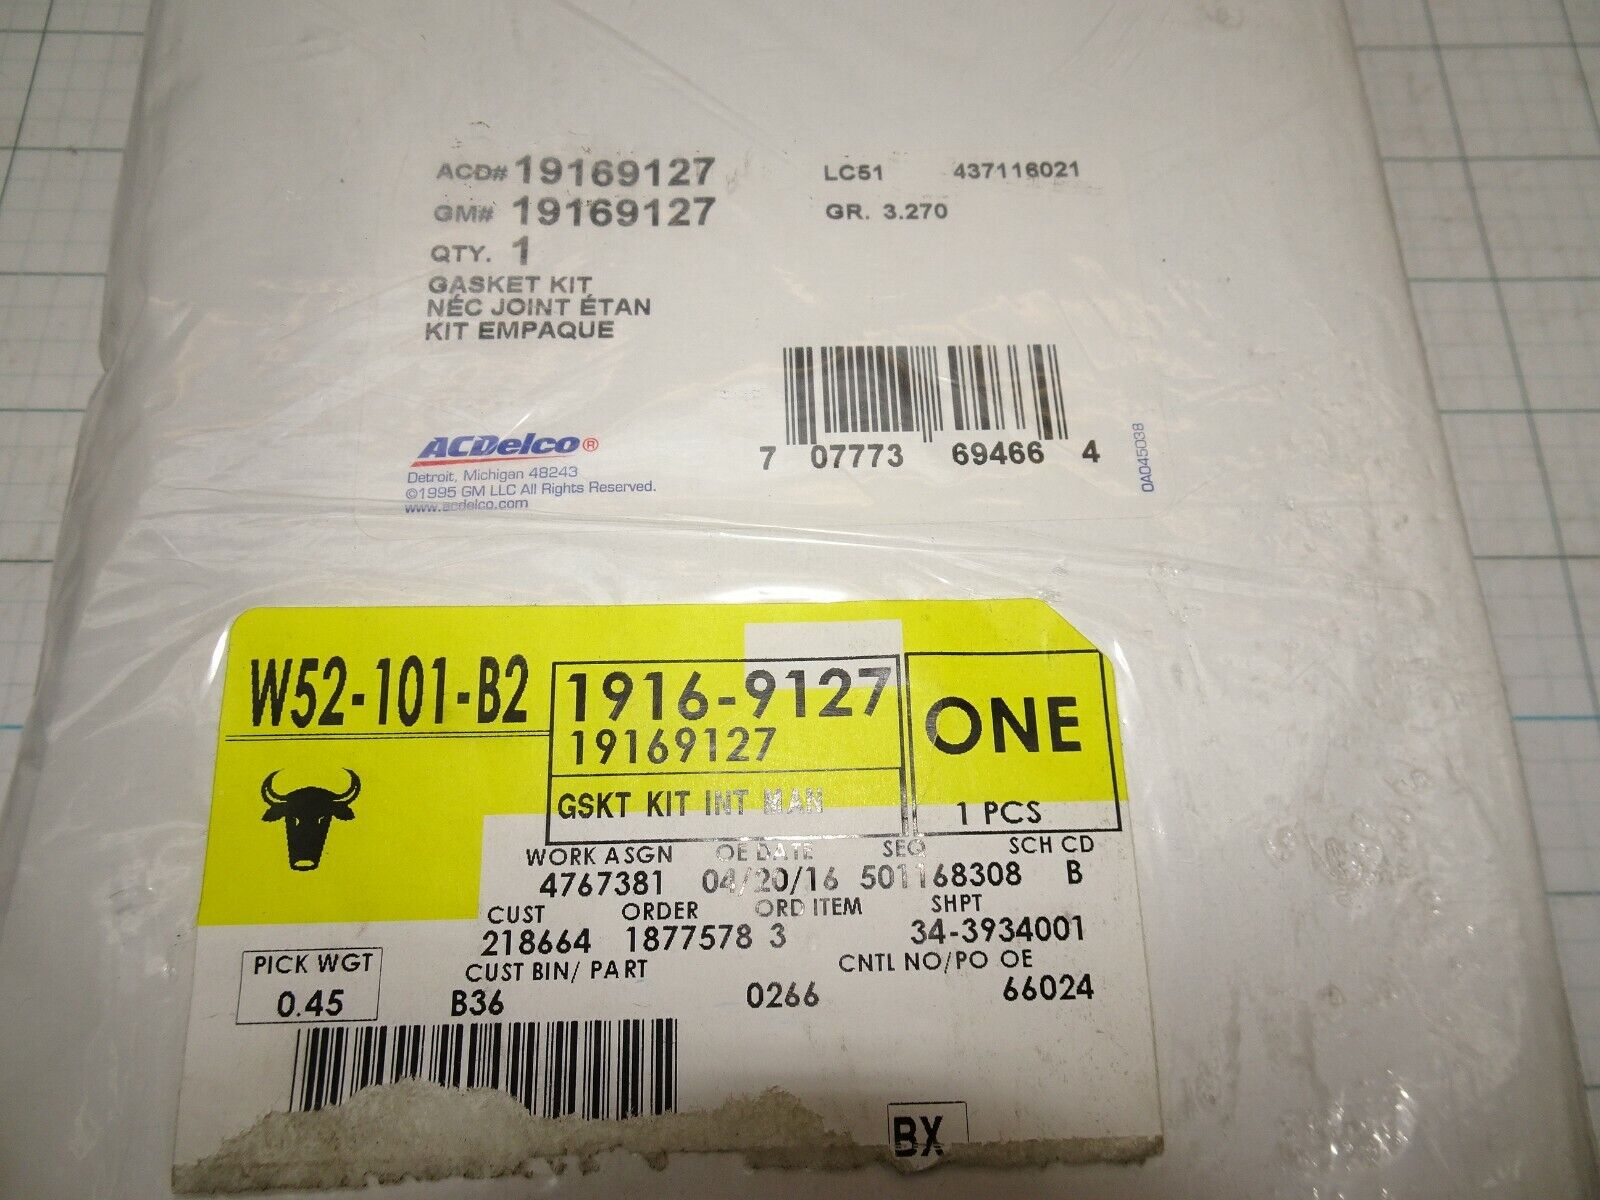 ACD# 19169127 LC51 437116021
GM# 19169127 GR. 3.270
QTY. 1
GASKET KIT
NÉC JOINT ÉTAN
KIT EMPAQUE
7 07773 69466 4
0A045038
ACDelco®
Detroit, Michigan 48243
©1995 GM LLC All Rights Reserved.
www.acdelco.com
W52-101-B2
1916-9127
19169127
GSKT KIT INT MAN
ONE
1 PCS
WORK ASGN OE DATE SEQ SCH CD
4767381 04/20/16 501168308 B
CUST ORDER ORD ITEM SHPT
218664 1877578 3 34-3934001
PICK WGT CUST BIN/ PART CNTL NO/PO OE
0.45 B36 0266 66024
BX